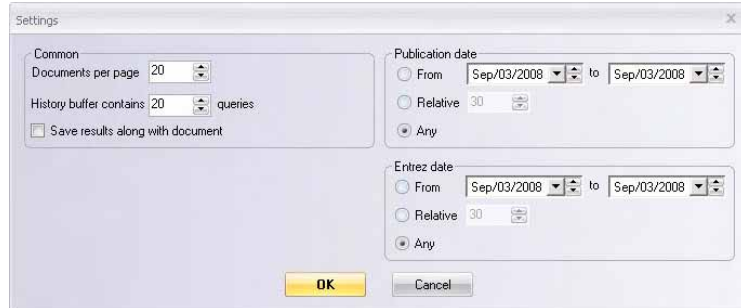 Settings
Common
Documents per page 20
History buffer contains 20 queries
Save results along with document
Publication date
From Sep/03/2008 to Sep/03/2008
Relative 30
Any
Entrez date
From Sep/03/2008 to Sep/03/2008
Relative 30
Any
OK Cancel